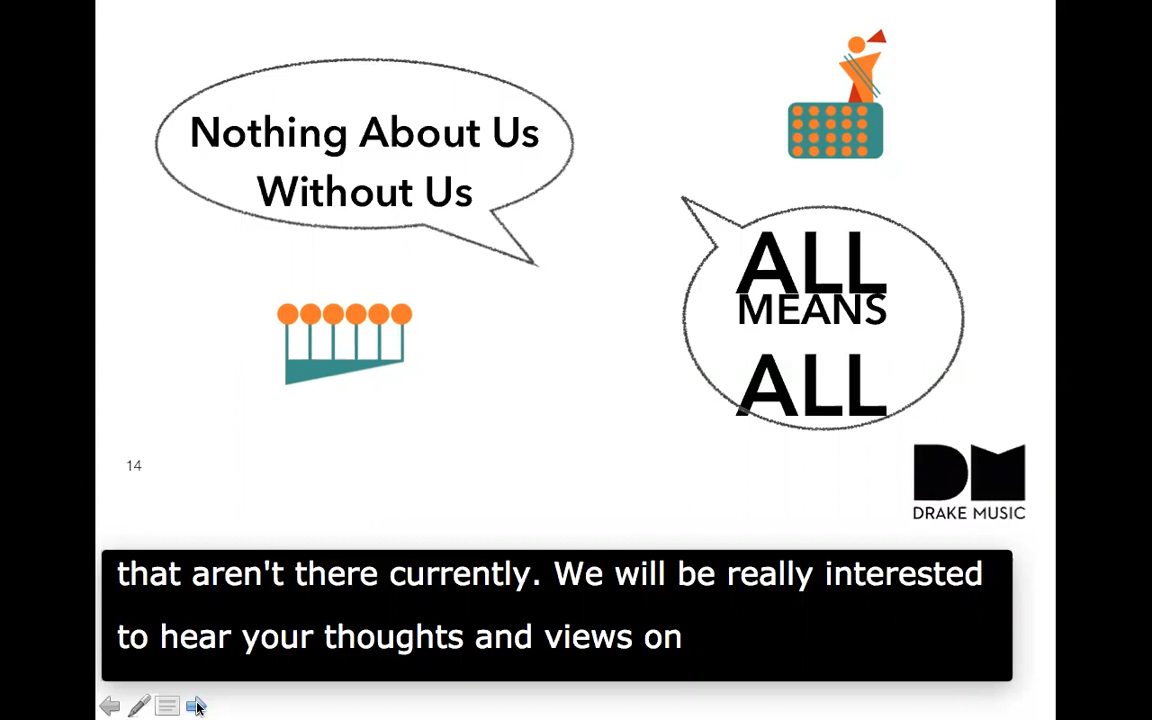 Nothing About Us
Without Us
ALL
MEANS
ALL
14
DM
DRAKE MUSIC
that aren't there currently. We will be really interested
to hear your thoughts and views on